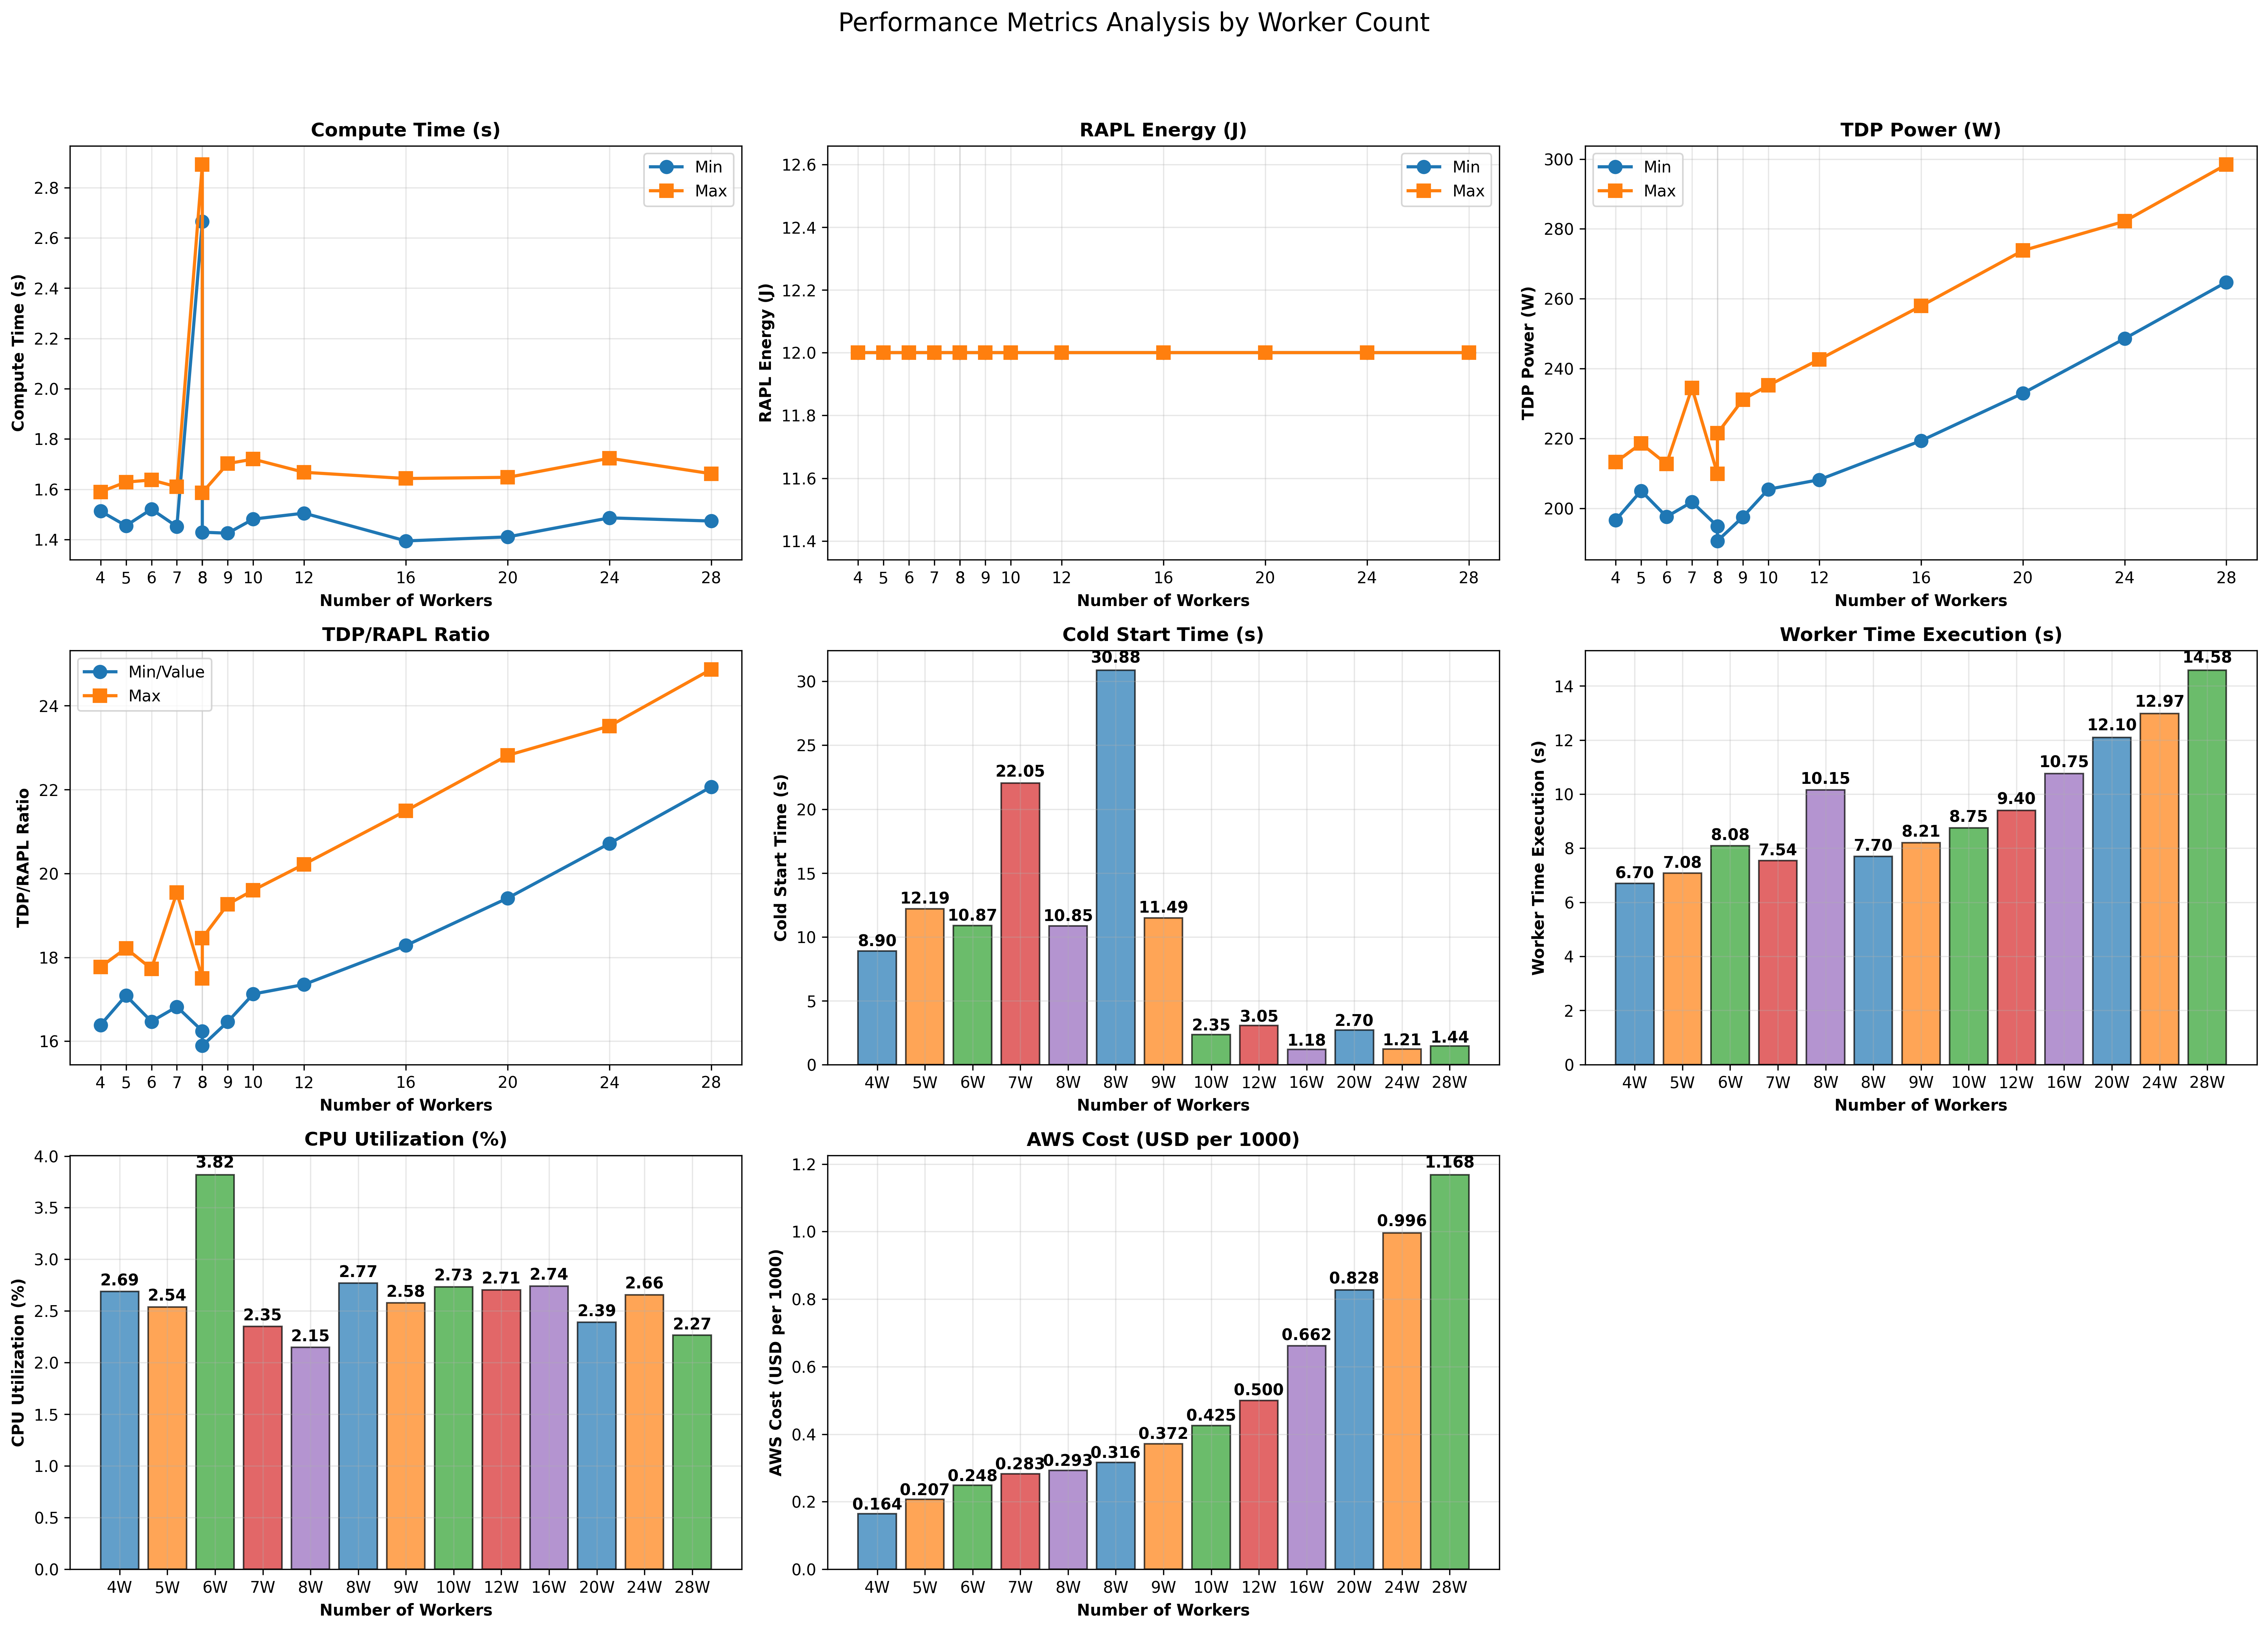 Performance Metrics Analysis by Worker Count
Compute Time (s)
Compute Time (s)
2.8
2.6
2.4
2.2
2.0
1.8
1.6
1.4
Min
Max
4 5 6 7 8 9 10 12 16 20 24 28
Number of Workers
RAPL Energy (J)
RAPL Energy (J)
12.6
12.4
12.2
12.0
11.8
11.6
11.4
Min
Max
4 5 6 7 8 9 10 12 16 20 24 28
Number of Workers
TDP Power (W)
TDP Power (W)
300
280
260
240
220
200
Min
Max
4 5 6 7 8 9 10 12 16 20 24 28
Number of Workers
TDP/RAPL Ratio
TDP/RAPL Ratio
24
22
20
18
16
Min/Value
Max
4 5 6 7 8 9 10 12 16 20 24 28
Number of Workers
Cold Start Time (s)
Cold Start Time (s)
30
25
20
15
10
5
0
8.90 12.19 10.87 22.05 10.85 30.88 11.49 2.35 3.05 1.18 2.70 1.21 1.44
4W 5W 6W 7W 8W 8W 9W 10W 12W 16W 20W 24W 28W
Number of Workers
Worker Time Execution (s)
Worker Time Execution (s)
14
12
10
8
6
4
2
0
6.70 7.08 8.08 7.54 10.15 7.70 8.21 8.75 9.40 10.75 12.10 12.97 14.58
4W 5W 6W 7W 8W 8W 9W 10W 12W 16W 20W 24W 28W
Number of Workers
CPU Utilization (%)
CPU Utilization (%)
4.0
3.5
3.0
2.5
2.0
1.5
1.0
0.5
0.0
2.69 2.54 3.82 2.35 2.15 2.77 2.58 2.73 2.71 2.74 2.39 2.66 2.27
4W 5W 6W 7W 8W 8W 9W 10W 12W 16W 20W 24W 28W
Number of Workers
AWS Cost (USD per 1000)
AWS Cost (USD per 1000)
1.2
1.0
0.8
0.6
0.4
0.2
0.0
0.164 0.207 0.248 0.283 0.293 0.316 0.372 0.425 0.500 0.662 0.828 0.996 1.168
4W 5W 6W 7W 8W 8W 9W 10W 12W 16W 20W 24W 28W
Number of Workers